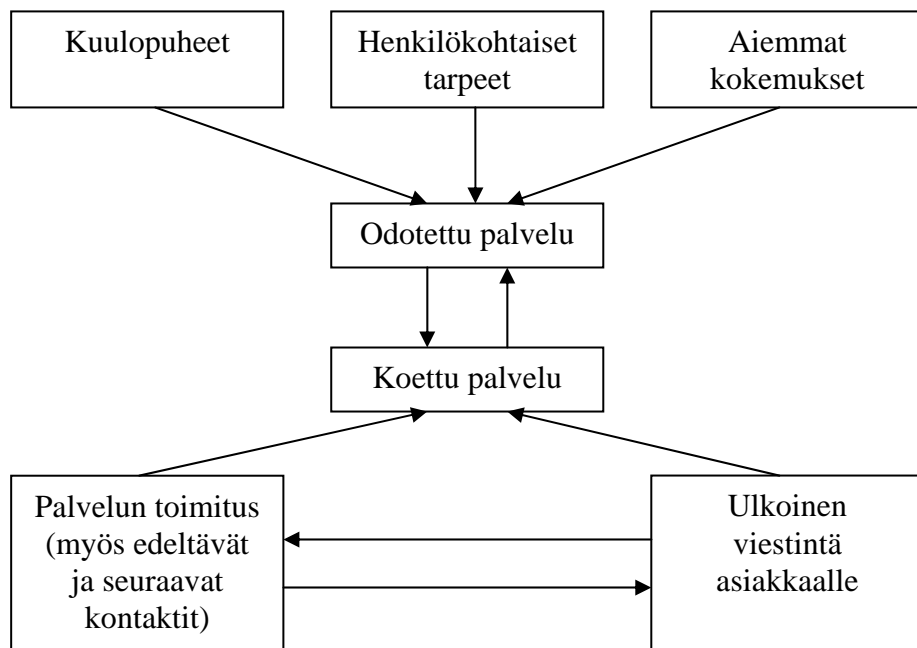 Kuulopuheet
Henkilökohtaiset
tarpeet
Aiemmat
kokemukset
Odotettu palvelu
Koettu palvelu
Palvelun toimitus
(myös edeltävät
ja seuraavat
kontaktit)
Ulkoinen
viestintä
asiakkaalle